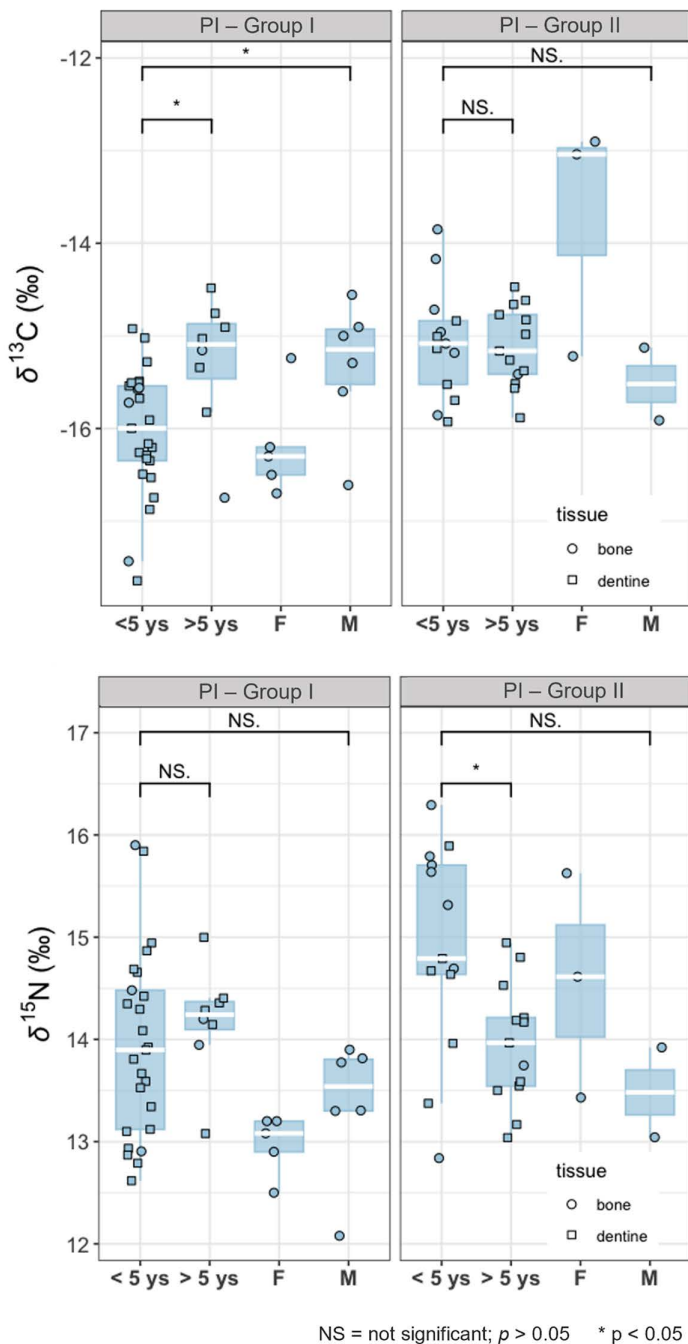 PI – Group I
PI – Group II
δ¹³C (‰)
-12
-14
-16
*
*
NS.
NS.
tissue
bone
dentine
<5 ys >5 ys F M
<5 ys >5 ys F M
PI – Group I
PI – Group II
δ¹⁵N (‰)
17
16
15
14
13
12
NS.
NS.
NS.
*
tissue
bone
dentine
< 5 ys > 5 ys F M
< 5 ys > 5 ys F M
NS = not significant; p > 0.05 * p < 0.05